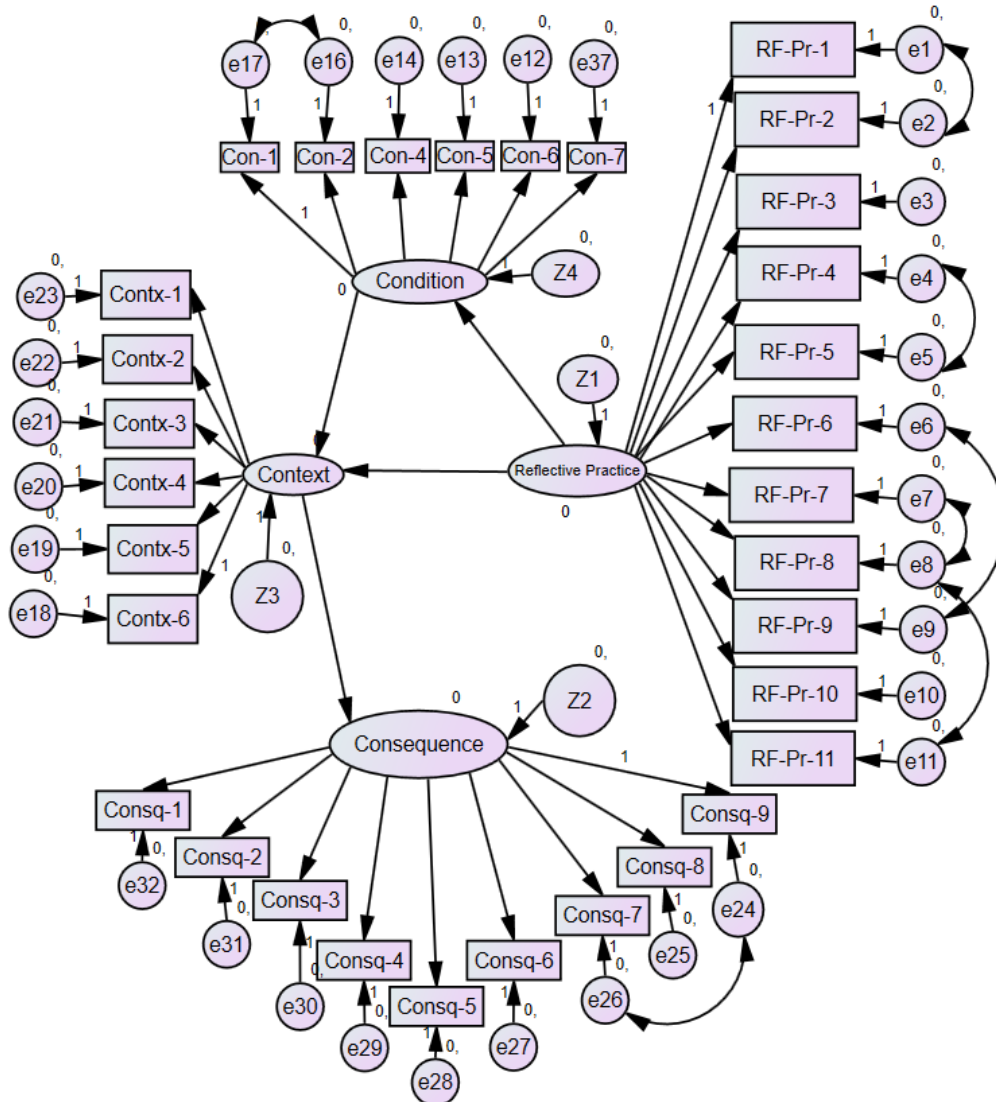 0, 0, 0, 0, 0, 0,
e17 e16 e14 e13 e12 e37
1 1 1 1 1 1
Con-1 Con-2 Con-4 Con-5 Con-6 Con-7
1
Condition
0
1
Z4
0,
0,
e23 1 Contx-1
0,
e22 1 Contx-2
0,
e21 1 Contx-3
0,
e20 1 Contx-4
0,
e19 1 Contx-5
0,
e18 1 Contx-6
1
Context
1
0,
Z3
0,
Z1
1
Reflective Practice
0
1
0,
RF-Pr-1 1 e1
0,
RF-Pr-2 1 e2
RF-Pr-3 1 e3
0,
RF-Pr-4 1 e4
0,
RF-Pr-5 1 e5
0,
RF-Pr-6 1 e6
0,
RF-Pr-7 1 e7
0,
RF-Pr-8 1 e8
0,
RF-Pr-9 1 e9
0,
RF-Pr-10 1 e10
0,
RF-Pr-11 1 e11
0
Consequence
1
0,
Z2
1
Consq-1
1 0,
e32
Consq-2
1 0,
e31
Consq-3
1 0,
e30
Consq-4
1 0,
e29
Consq-5
1 0,
e28
Consq-6
1 0,
e27
Consq-7
1 0,
e26
Consq-8
1 0,
e25
Consq-9
1 0,
e24